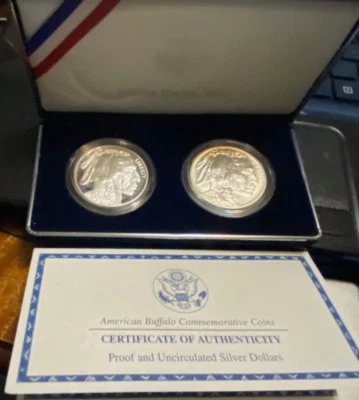 American Buffalo Commemorative Coins
CERTIFICATE OF AUTHENTICITY
Proof and Uncirculated Silver Dollars